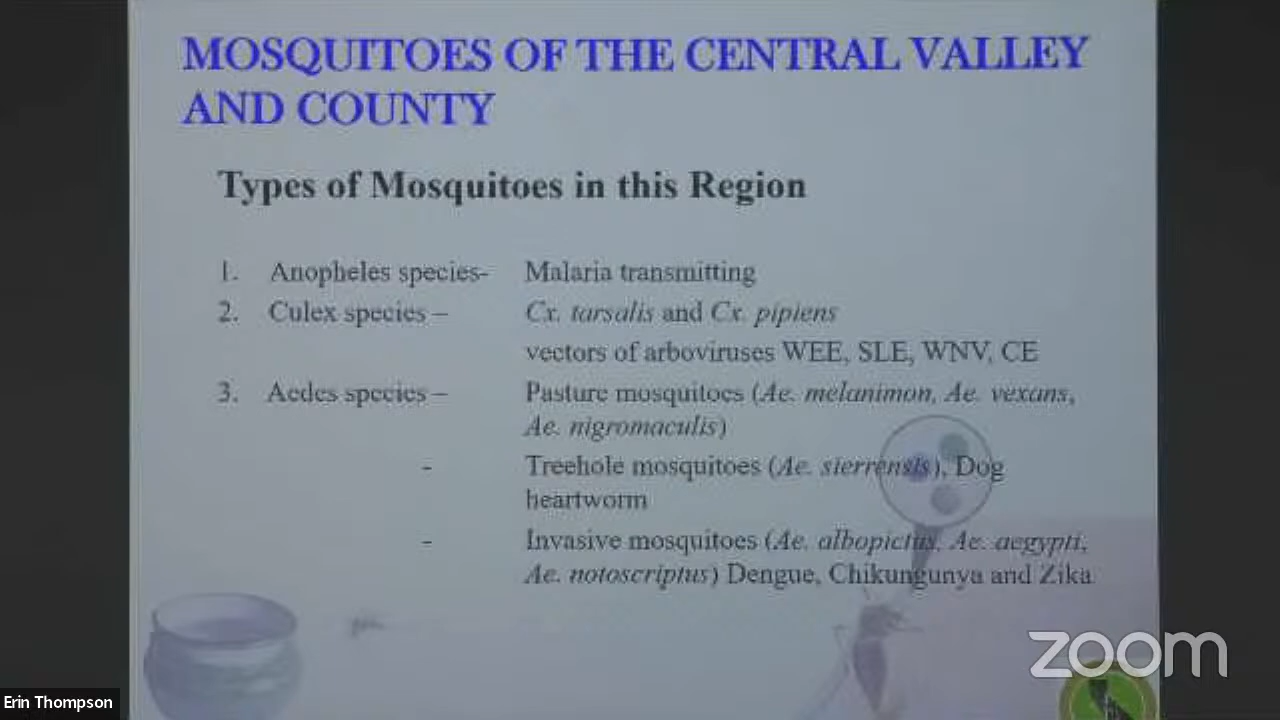 MOSQUITOES OF THE CENTRAL VALLEY
AND COUNTY
Types of Mosquitoes in this Region
1. Anopheles species- Malaria transmitting
2. Culex species – Cx. tarsalis and Cx. pipiens
vectors of arboviruses WEE, SLE, WNV, CE
3. Aedes species – Pasture mosquitoes (Ae. melanimon, Ae. vexans,
Ae. nigromaculis)
- Treehole mosquitoes (Ae. sierrensis), Dog
heartworm
- Invasive mosquitoes (Ae. albopictus, Ae. aegypti,
Ae. notoscriptus) Dengue, Chikungunya and Zika
zoom
Erin Thompson